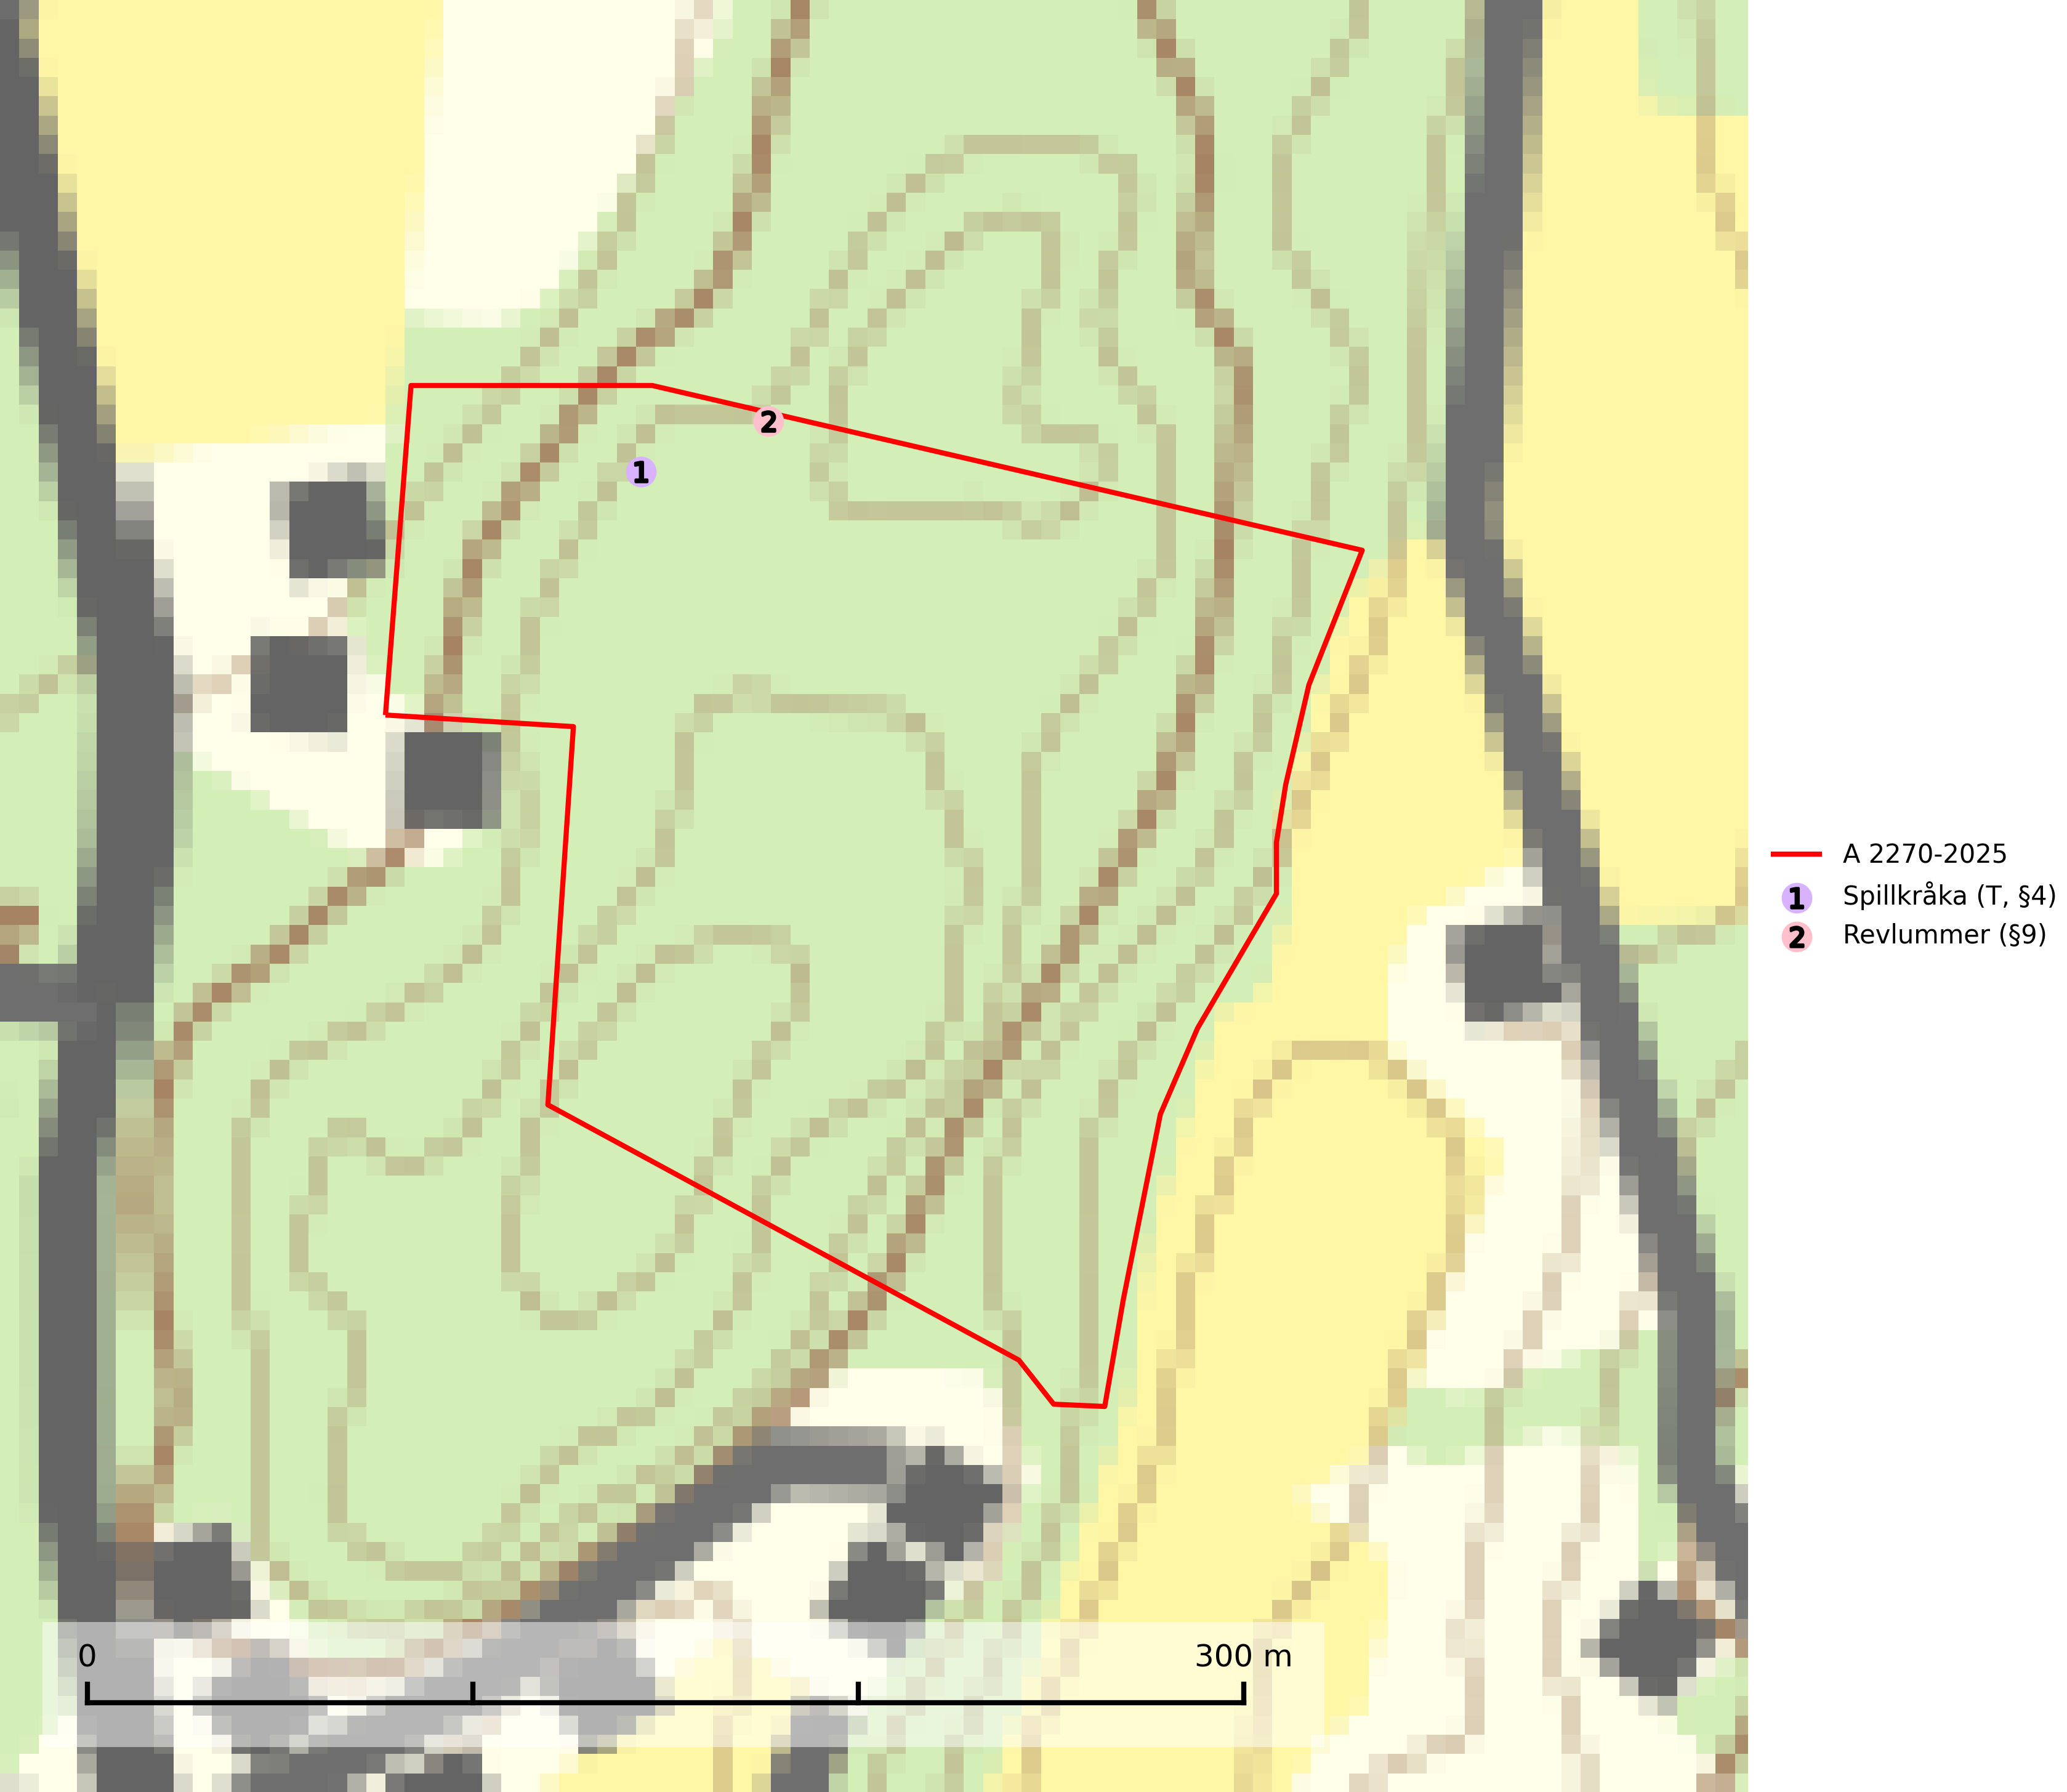 1
2
A 2270-2025
1 Spillkråka (T, §4)
2 Revlummer (§9)
0 300 m